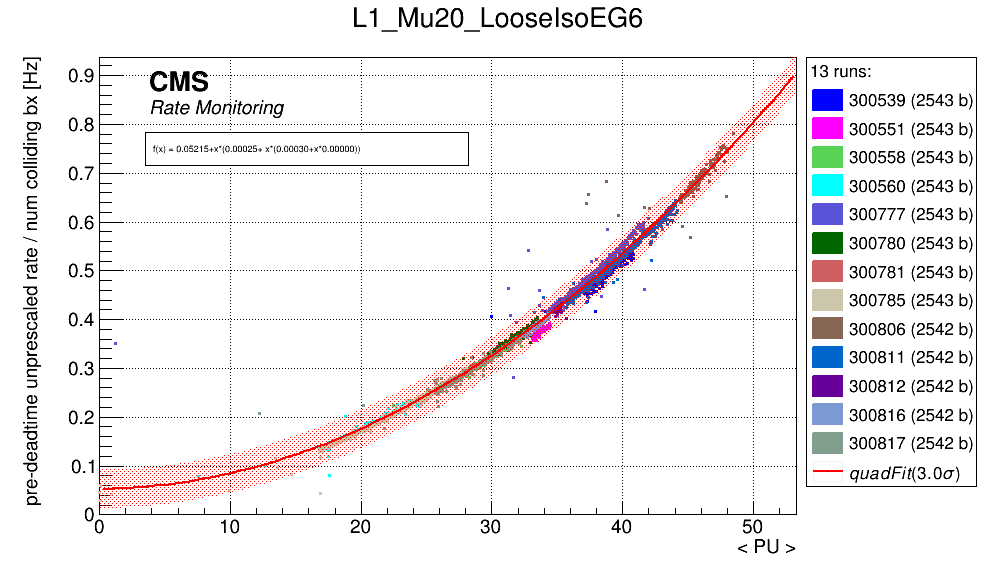 L1_Mu20_LooseIsoEG6
pre-deadtime unprescaled rate / num colliding bx [Hz]
CMS
Rate Monitoring
f(x) = 0.05215+x*(0.00025+ x*(0.00030+x*0.00000))
0.9
0.8
0.7
0.6
0.5
0.4
0.3
0.2
0.1
0
0 10 20 30 40 50
< PU >
13 runs:
300539 (2543 b)
300551 (2543 b)
300558 (2543 b)
300560 (2543 b)
300777 (2543 b)
300780 (2543 b)
300781 (2543 b)
300785 (2543 b)
300806 (2542 b)
300811 (2542 b)
300812 (2542 b)
300816 (2542 b)
300817 (2542 b)
quadFit(3.0σ)